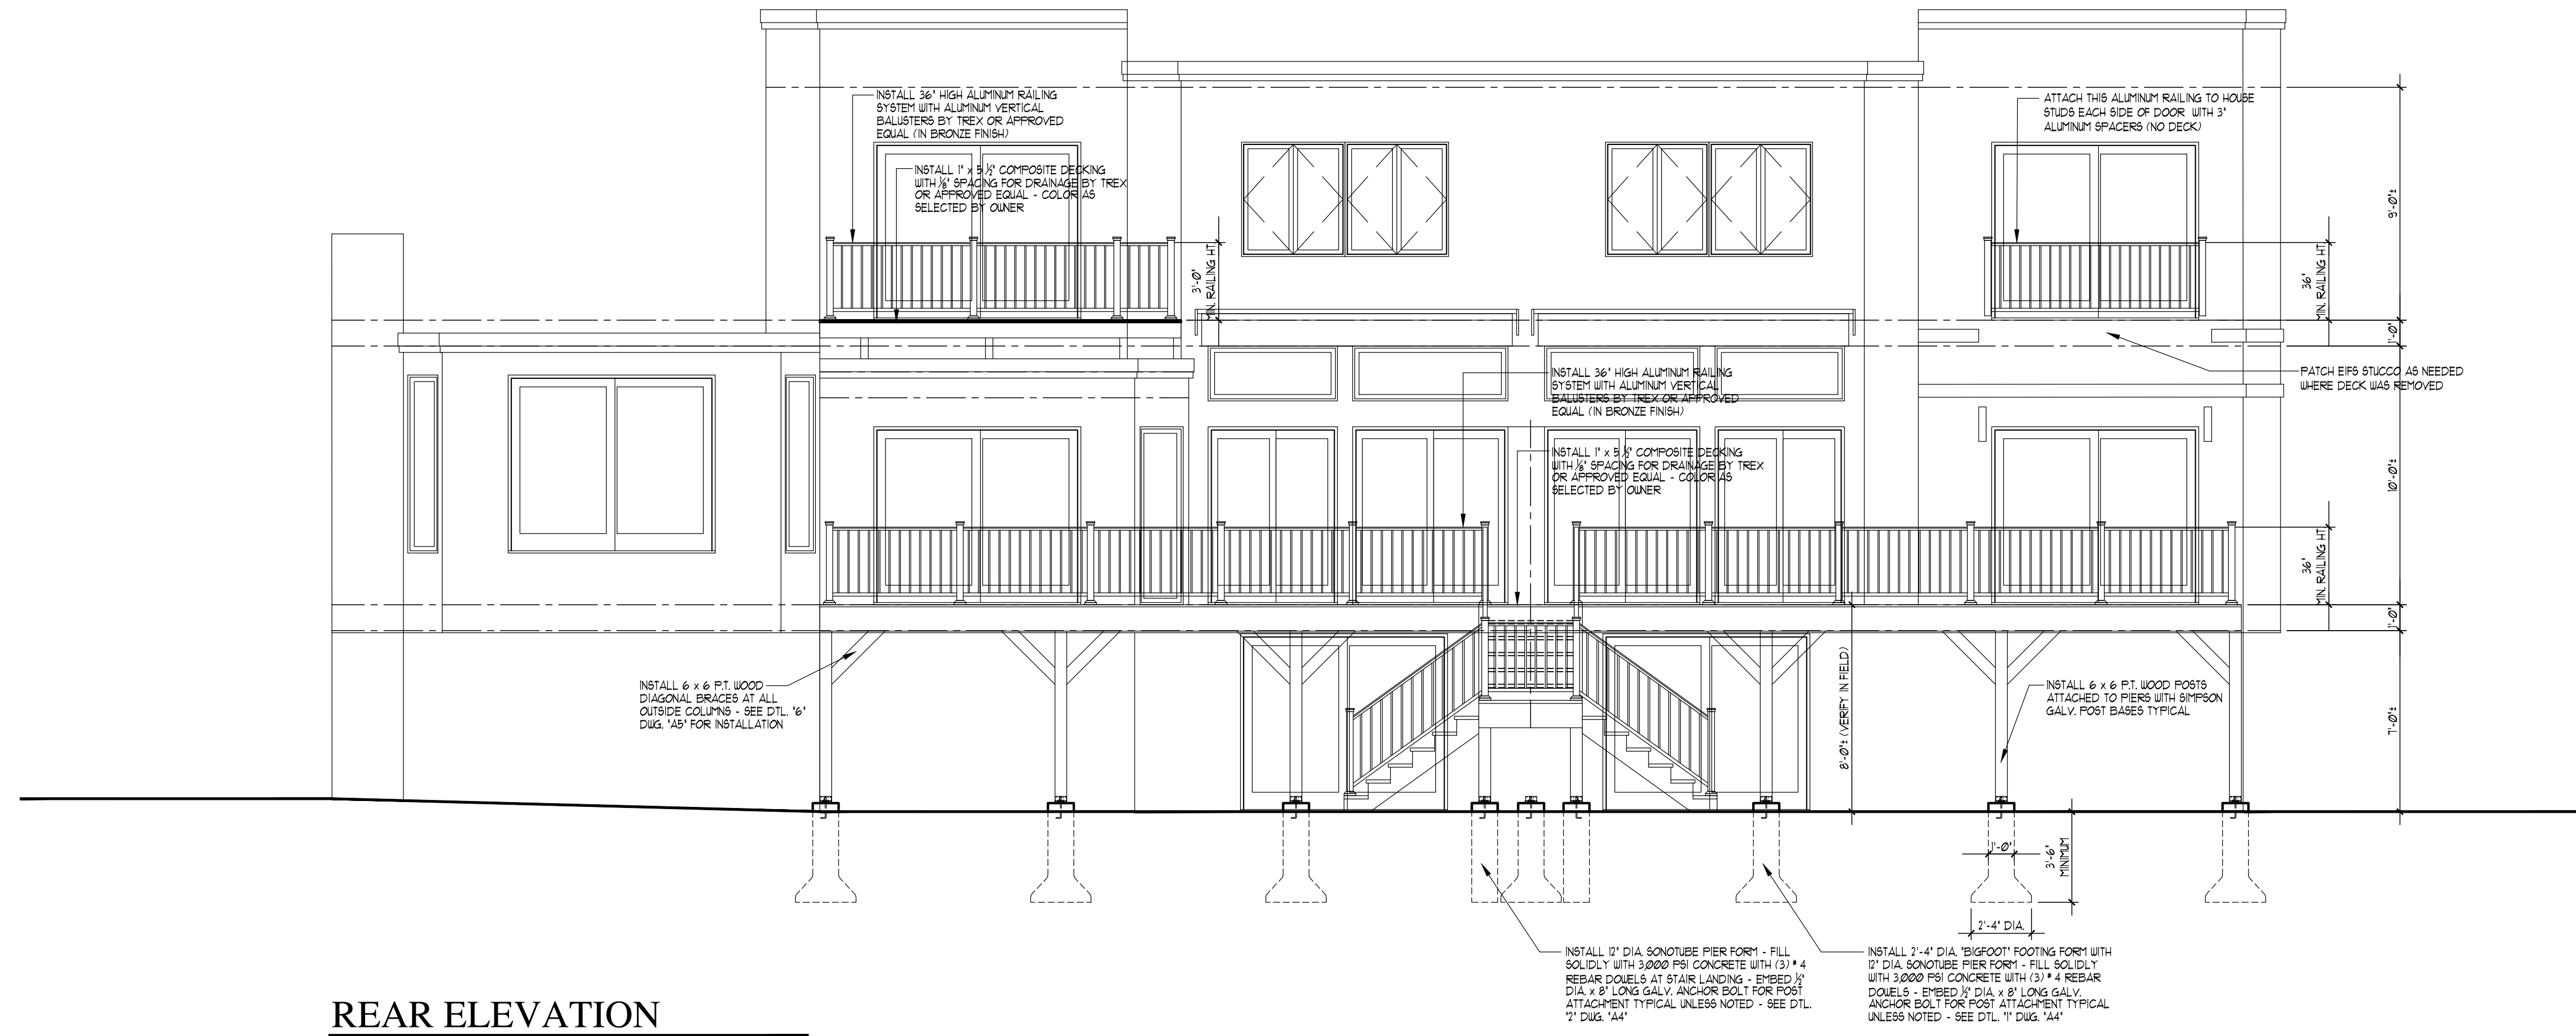 INSTALL 36" HIGH ALUMINUM RAILING
SYSTEM WITH ALUMINUM VERTICAL
BALUSTERS BY TREX OR APPROVED
EQUAL (IN BRONZE FINISH)
INSTALL 1" x 5 ½" COMPOSITE DECKING
WITH ⅛" SPACING FOR DRAINAGE BY TREX
OR APPROVED EQUAL - COLOR AS
SELECTED BY OWNER
3'-0"
MIN. RAILING HT.
ATTACH THIS ALUMINUM RAILING TO HOUSE
STUDS EACH SIDE OF DOOR WITH 3"
ALUMINUM SPACERS (NO DECK)
36"
MIN. RAILING HT.
9'-0"±
1'-0"±
PATCH EIFS STUCCO AS NEEDED
WHERE DECK WAS REMOVED
INSTALL 36" HIGH ALUMINUM RAILING
SYSTEM WITH ALUMINUM VERTICAL
BALUSTERS BY TREX OR APPROVED
EQUAL (IN BRONZE FINISH)
INSTALL 1" x 5 ½" COMPOSITE DECKING
WITH ⅛" SPACING FOR DRAINAGE BY TREX
OR APPROVED EQUAL - COLOR AS
SELECTED BY OWNER
10'-0"±
36"
MIN. RAILING HT.
1'-0"±
INSTALL 6 x 6 P.T. WOOD
DIAGONAL BRACES AT ALL
OUTSIDE COLUMNS - SEE DTL. "6"
DWG. "A5" FOR INSTALLATION
8'-0"± (VERIFY IN FIELD)
INSTALL 6 x 6 P.T. WOOD POSTS
ATTACHED TO PIERS WITH SIMPSON
GALV. POST BASES TYPICAL
7'-0"±
1'-0"
3'-6"
MINIMUM
2'-4" DIA.
INSTALL 12" DIA. SONOTUBE PIER FORM - FILL
SOLIDLY WITH 3,000 PSI CONCRETE WITH (3) # 4
REBAR DOWELS AT STAIR LANDING - EMBED ½"
DIA. x 8" LONG GALV. ANCHOR BOLT FOR POST
ATTACHMENT TYPICAL UNLESS NOTED - SEE DTL.
"2" DWG. "A4"
INSTALL 2'-4" DIA. "BIGFOOT" FOOTING FORM WITH
12" DIA. SONOTUBE PIER FORM - FILL SOLIDLY
WITH 3,000 PSI CONCRETE WITH (3) # 4 REBAR
DOWELS - EMBED ½" DIA. x 8" LONG GALV.
ANCHOR BOLT FOR POST ATTACHMENT TYPICAL
UNLESS NOTED - SEE DTL. "1" DWG. "A4"
REAR ELEVATION